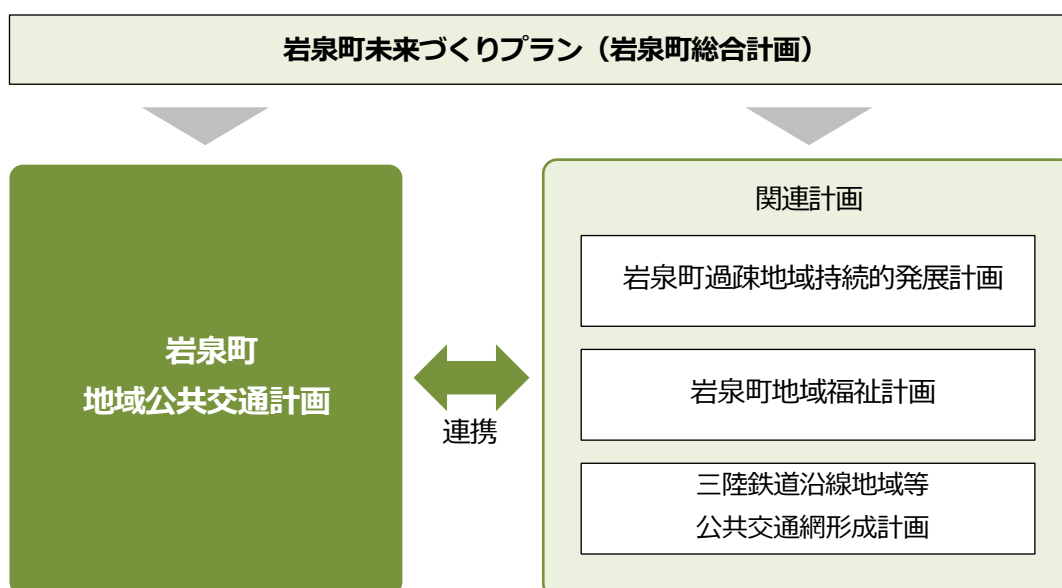 岩泉町未来づくりプラン（岩泉町総合計画）
岩泉町
地域公共交通計画
連携
関連計画
岩泉町過疎地域持続的発展計画
岩泉町地域福祉計画
三陸鉄道沿線地域等
公共交通網形成計画